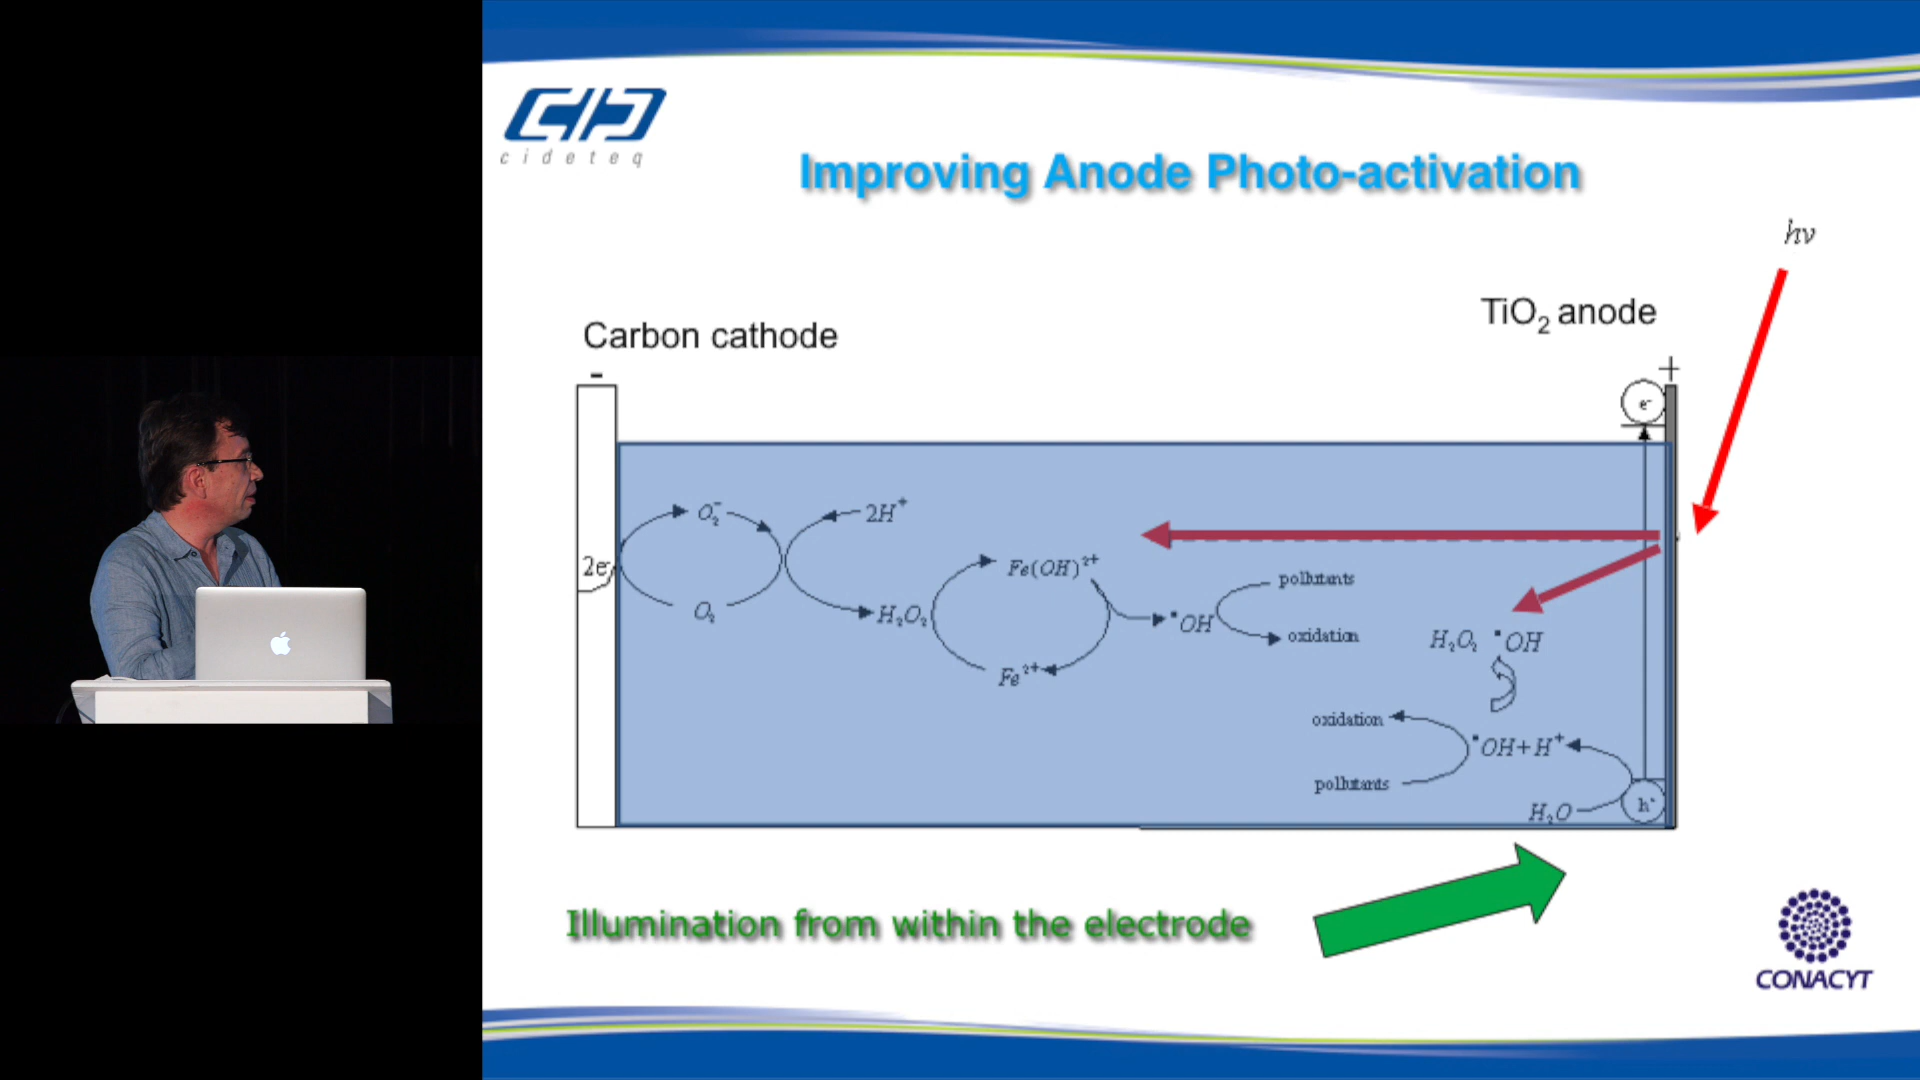 cideteq
Improving Anode Photo-activation
hν
TiO₂ anode
Carbon cathode
-
+
e⁻
O₂⁻
2H⁺
2e⁻
Fe(OH)²⁺
pollutants
O₂
H₂O₂
•OH
oxidation
H₂O₂ •OH
Fe²⁺
oxidation
•OH+H⁺
pollutants
h⁺
H₂O
Illumination from within the electrode
CONACYT